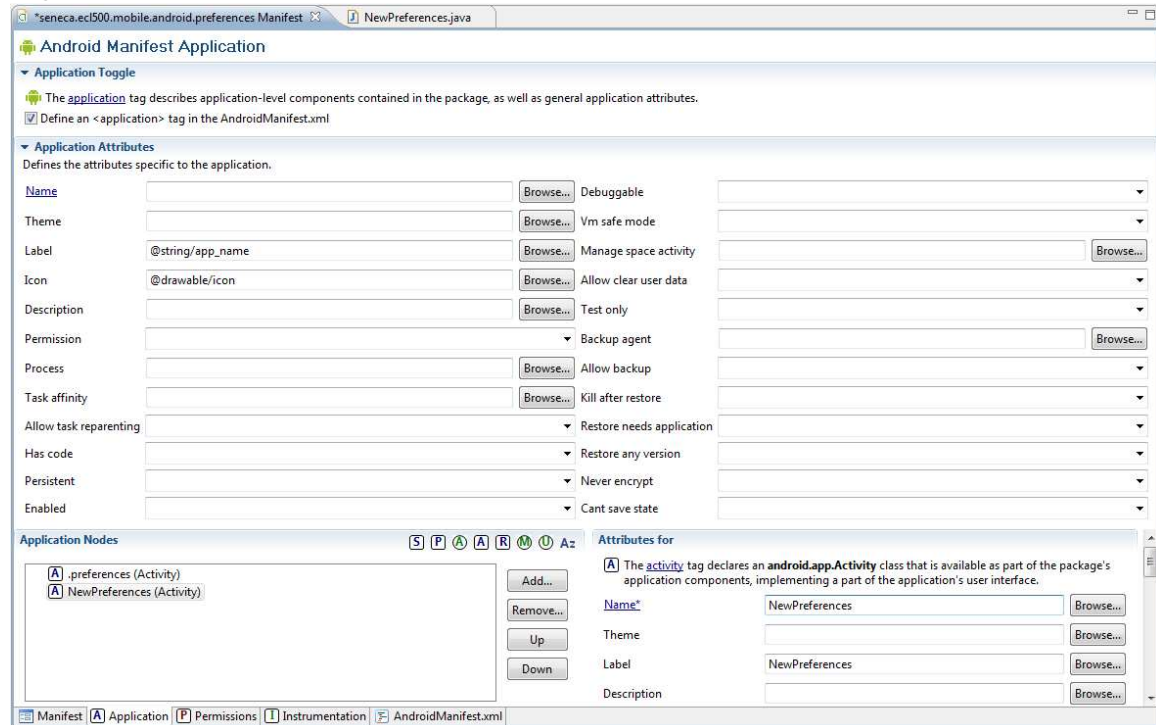 *seneca.ecl500.mobile.android.preferences Manifest NewPreferences.java
Android Manifest Application
Application Toggle
The application tag describes application-level components contained in the package, as well as general application attributes.
Define an <application> tag in the AndroidManifest.xml
Application Attributes
Defines the attributes specific to the application.
Name Browse... Debuggable
Theme Browse... Vm safe mode
Label @string/app_name Browse... Manage space activity Browse...
Icon @drawable/icon Browse... Allow clear user data
Description Browse... Test only
Permission Backup agent Browse...
Process Browse... Allow backup
Task affinity Browse... Kill after restore
Allow task reparenting Restore needs application
Has code Restore any version
Persistent Never encrypt
Enabled Cant save state
Application Nodes S P A A R M U Az
A .preferences (Activity)
A NewPreferences (Activity)
Add...
Remove...
Up
Down
Attributes for
A The activity tag declares an android.app.Activity class that is available as part of the package's
application components, implementing a part of the application's user interface.
Name* NewPreferences Browse...
Theme Browse...
Label NewPreferences Browse...
Description Browse...
Manifest A Application P Permissions I Instrumentation AndroidManifest.xml